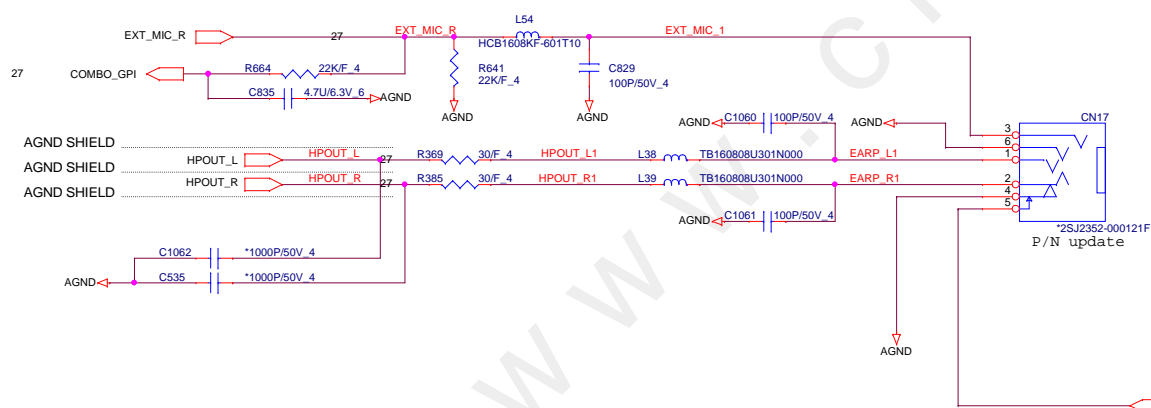 L54
EXT_MIC_R 27 EXT_MIC_R EXT_MIC_1
HCB1608KF-601T10
27 COMBO_GPI R664 22K/F_4 R641 C829
22K/F_4 100P/50V_4
C835 4.7U/6.3V_6 AGND
AGND AGND
AGND C1060 100P/50V_4 AGND CN17
3
6
1
2
4
5
AGND SHIELD
HPOUT_L HPOUT_L 27 R369 30/F_4 HPOUT_L1 L38 TB160808U301N000 EARP_L1
AGND SHIELD
HPOUT_R HPOUT_R 27 R385 30/F_4 HPOUT_R1 L39 TB160808U301N000 EARP_R1
AGND SHIELD
AGND C1061 100P/50V_4
*2SJ2352-000121F
P/N update
C1062 *1000P/50V_4
AGND C535 *1000P/50V_4
AGND
w w w . c